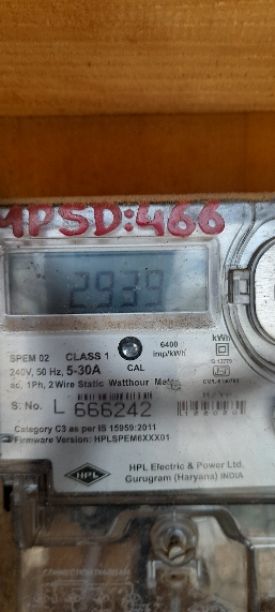 MPSD:466
2939
SPEM 02 CLASS 1
240V, 50 Hz, 5-30A CAL
6400
imp/kWh
kWh
ac, 1Ph, 2 Wire Static Watthour
S: No. L 666242
Category C3 as per IS 15959:2011
Firmware Version: HPLSPEM6XXX01
HPL
HPL Electric & Power Ltd.
Gurugram (Haryana) INDIA